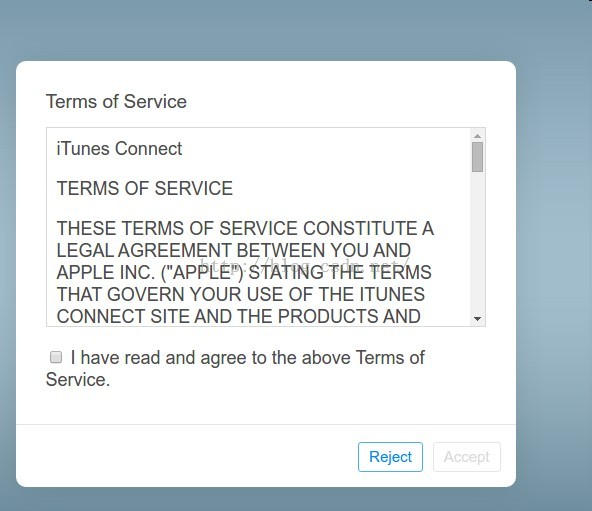 Terms of Service
iTunes Connect
TERMS OF SERVICE
THESE TERMS OF SERVICE CONSTITUTE A
LEGAL AGREEMENT BETWEEN YOU AND
APPLE INC. ("APPLE") STATING THE TERMS
THAT GOVERN YOUR USE OF THE ITUNES
CONNECT SITE AND THE PRODUCTS AND
http://blog.csdn.net/
I have read and agree to the above Terms of
Service.
Reject
Accept